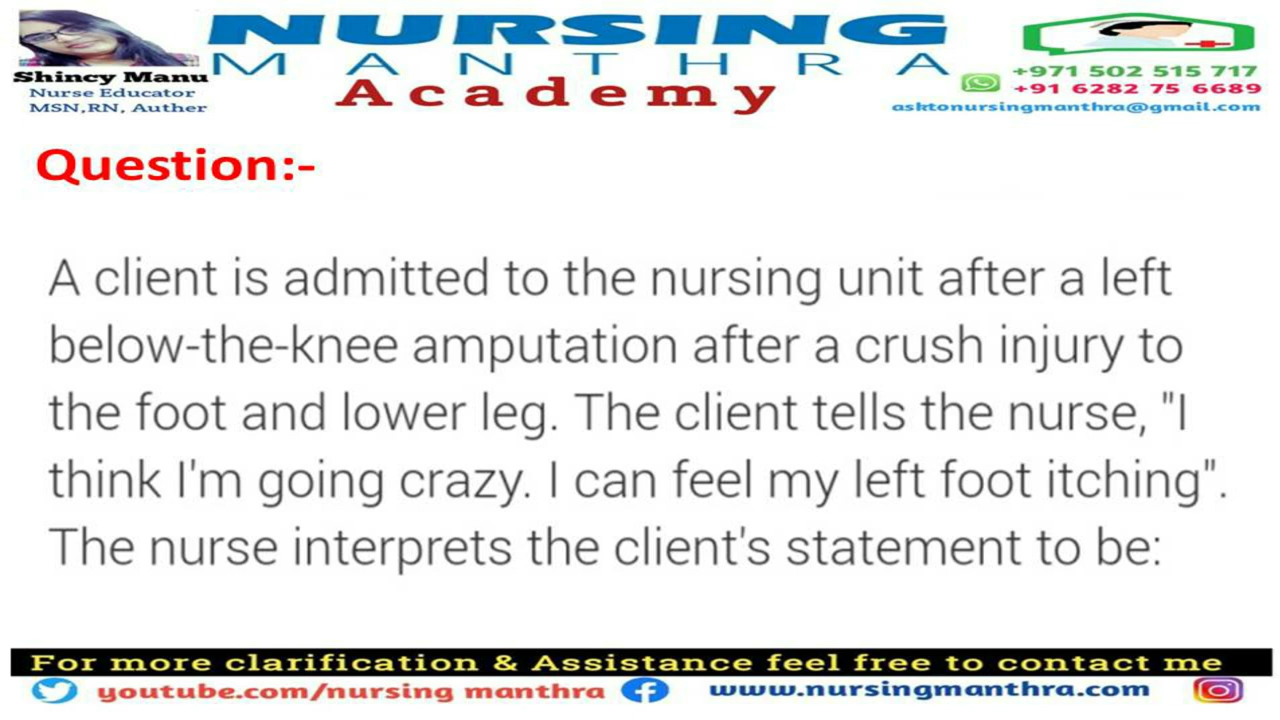 NURSING
MANTHRA
Academy
Shincy Manu
Nurse Educator
MSN,RN, Auther
+971 502 515 717
+91 6282 75 6689
asktonursingmanthra@gmail.com
Question:-
A client is admitted to the nursing unit after a left
below-the-knee amputation after a crush injury to
the foot and lower leg. The client tells the nurse, "I
think I'm going crazy. I can feel my left foot itching".
The nurse interprets the client's statement to be:
For more clarification & Assistance feel free to contact me
youtube.com/nursing manthra
www.nursingmanthra.com